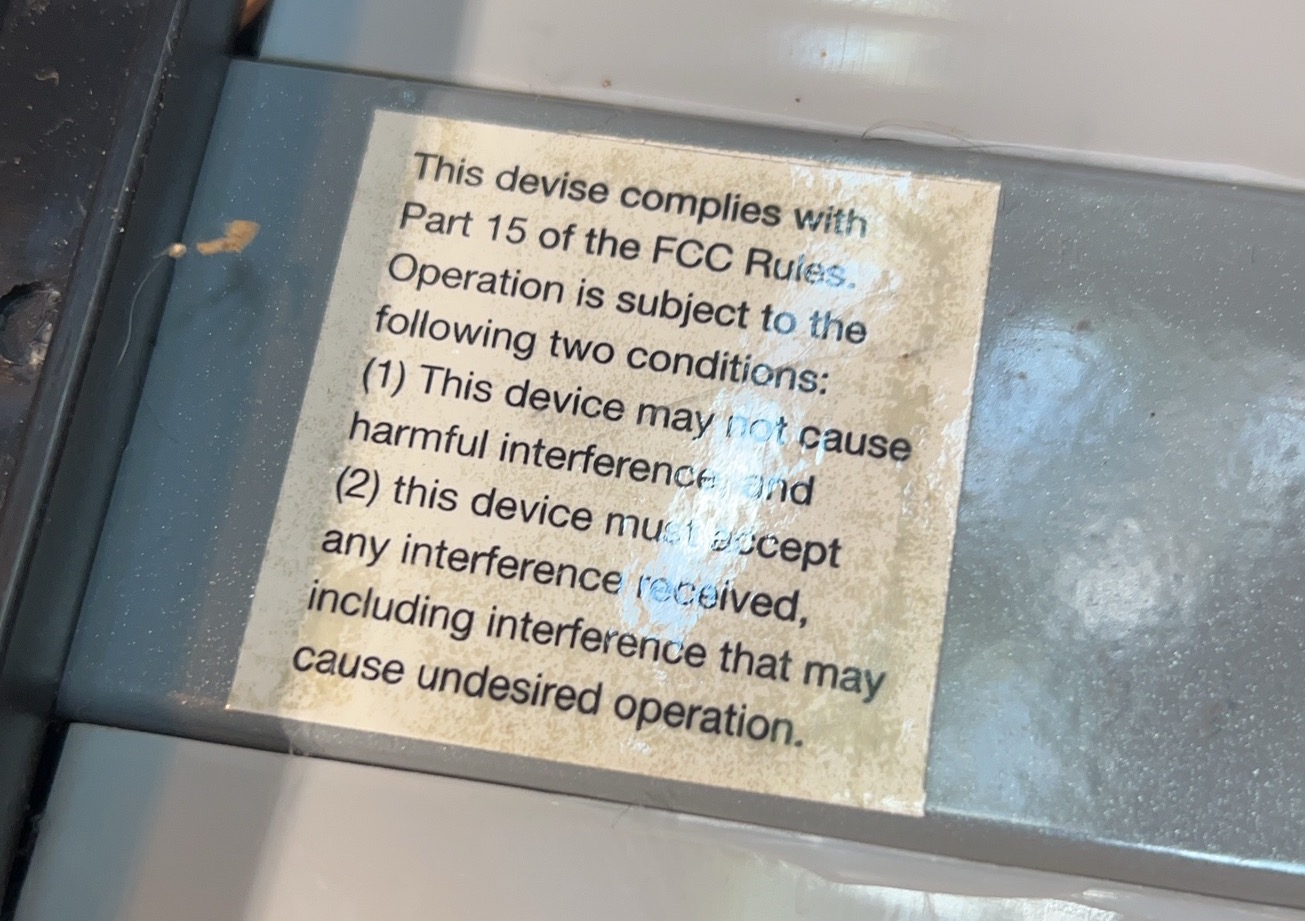 This devise complies with
Part 15 of the FCC Rules.
Operation is subject to the
following two conditions:
(1) This device may not cause
harmful interference, and
(2) this device must accept
any interference received,
including interference that may
cause undesired operation.